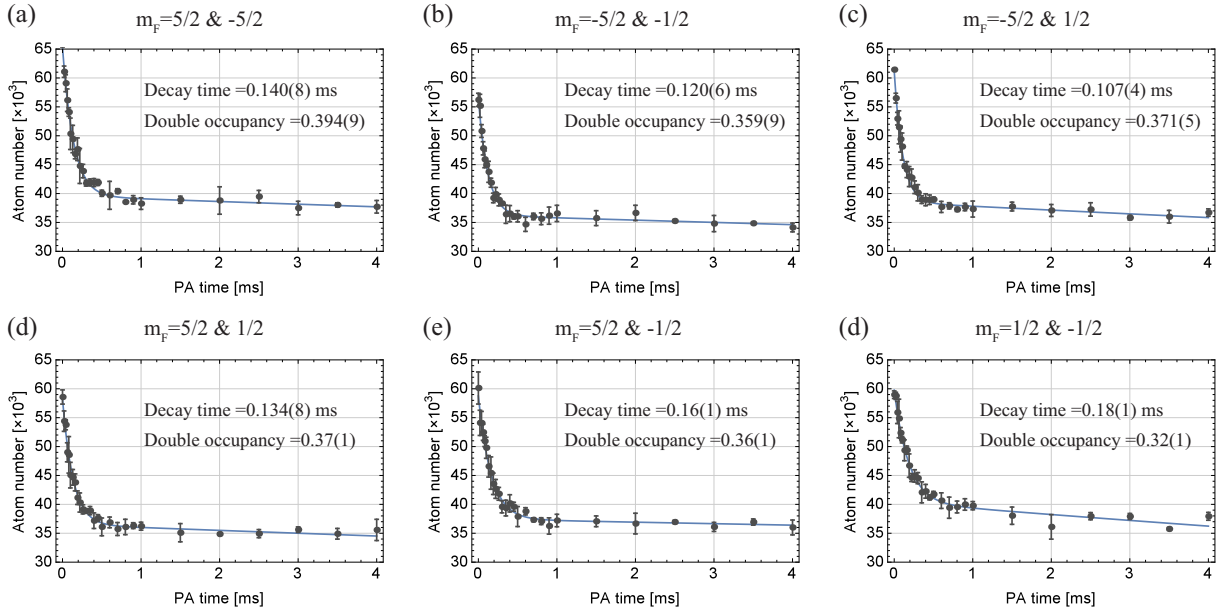 (a) m_F=5/2 & -5/2
65
60
55
50
45
40
35
30
Atom number [×10³]
Decay time =0.140(8) ms
Double occupancy =0.394(9)
0 1 2 3 4
PA time [ms]
(b) m_F=-5/2 & -1/2
65
60
55
50
45
40
35
30
Atom number [×10³]
Decay time =0.120(6) ms
Double occupancy =0.359(9)
0 1 2 3 4
PA time [ms]
(c) m_F=-5/2 & 1/2
65
60
55
50
45
40
35
30
Atom number [×10³]
Decay time =0.107(4) ms
Double occupancy =0.371(5)
0 1 2 3 4
PA time [ms]
(d) m_F=5/2 & 1/2
65
60
55
50
45
40
35
30
Atom number [×10³]
Decay time =0.134(8) ms
Double occupancy =0.37(1)
0 1 2 3 4
PA time [ms]
(e) m_F=5/2 & -1/2
65
60
55
50
45
40
35
30
Atom number [×10³]
Decay time =0.16(1) ms
Double occupancy =0.36(1)
0 1 2 3 4
PA time [ms]
(d) m_F=1/2 & -1/2
65
60
55
50
45
40
35
30
Atom number [×10³]
Decay time =0.18(1) ms
Double occupancy =0.32(1)
0 1 2 3 4
PA time [ms]